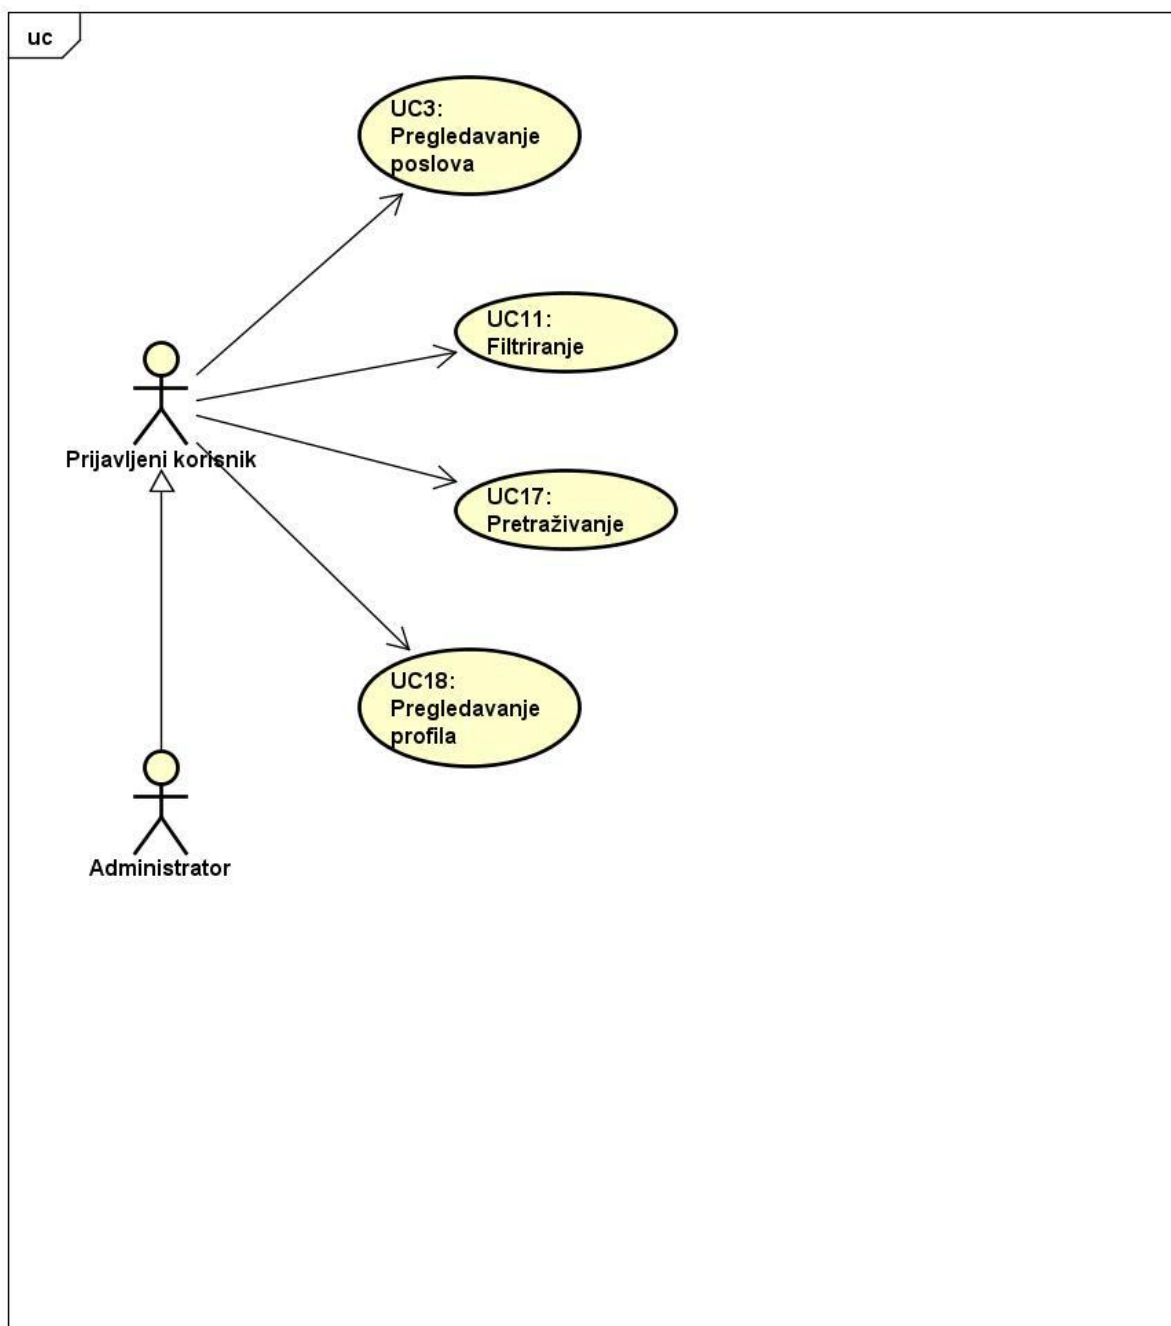 uc
UC3:
Pregledavanje
poslova
UC11:
Filtriranje
Prijavljeni korisnik
UC17:
Pretraživanje
UC18:
Pregledavanje
profila
Administrator